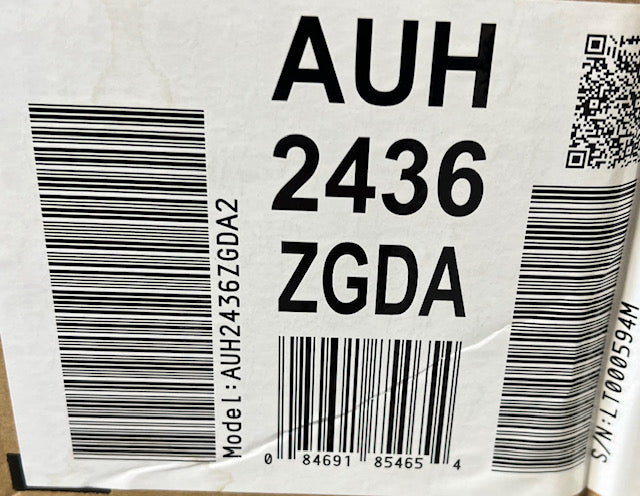 AUH
2436
ZGDA
Model:AUH2436ZGDA2
0 84691 85465 4
S/N:LT000594M